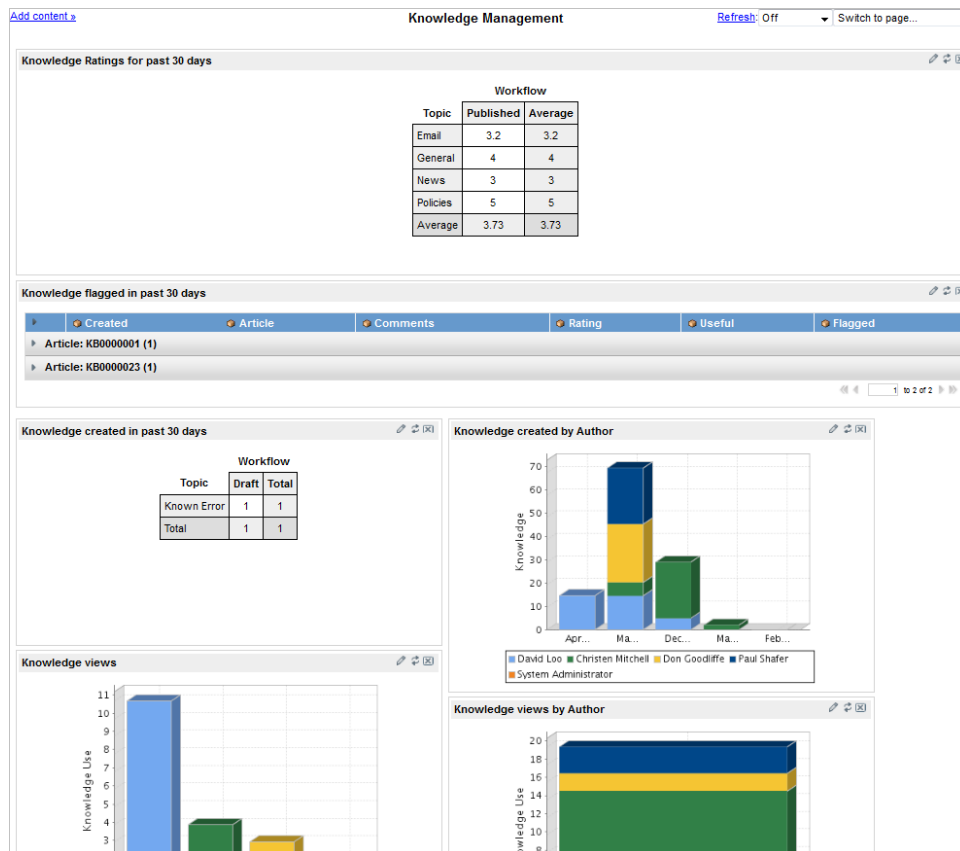 Add content »
Knowledge Management
Refresh: Off
Switch to page...
Knowledge Ratings for past 30 days
Workflow
Topic Published Average
Email 3.2 3.2
General 4 4
News 3 3
Policies 5 5
Average 3.73 3.73
Knowledge flagged in past 30 days
Created Article Comments Rating Useful Flagged
Article: KB0000001 (1)
Article: KB0000023 (1)
1 to 2 of 2
Knowledge created in past 30 days
Workflow
Topic Draft Total
Known Error 1 1
Total 1 1
Knowledge created by Author
70
60
50
40
30
20
10
0
Knowledge
Apr... Ma... Dec... Ma... Feb...
David Loo Christen Mitchell Don Goodliffe Paul Shafer
System Administrator
Knowledge views
11
10
9
8
7
6
5
4
3
Knowledge Use
Knowledge views by Author
20
18
16
14
12
10
8
wledge Use